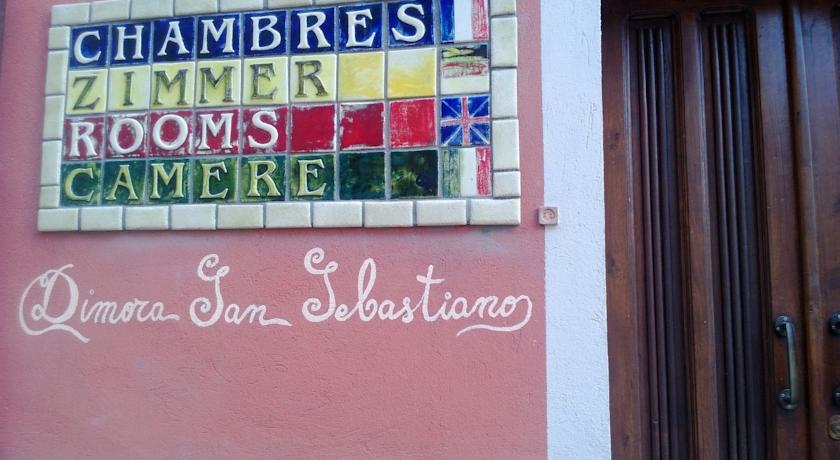 CHAMBRES
ZIMMER
ROOMS
CAMERE
Dimora San Sebastiano